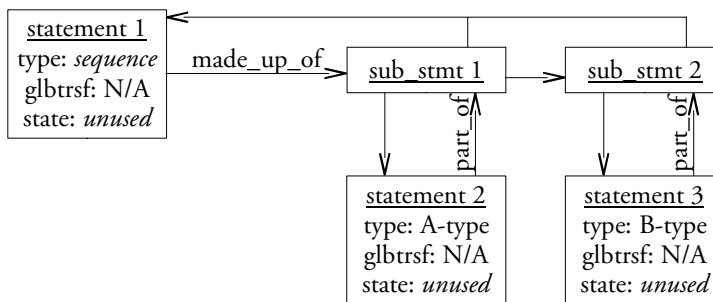 statement 1
type: sequence
glbtrsf: N/A
state: unused
made_up_of
sub_stmt 1
sub_stmt 2
part_of
part_of
statement 2
type: A-type
glbtrsf: N/A
state: unused
statement 3
type: B-type
glbtrsf: N/A
state: unused